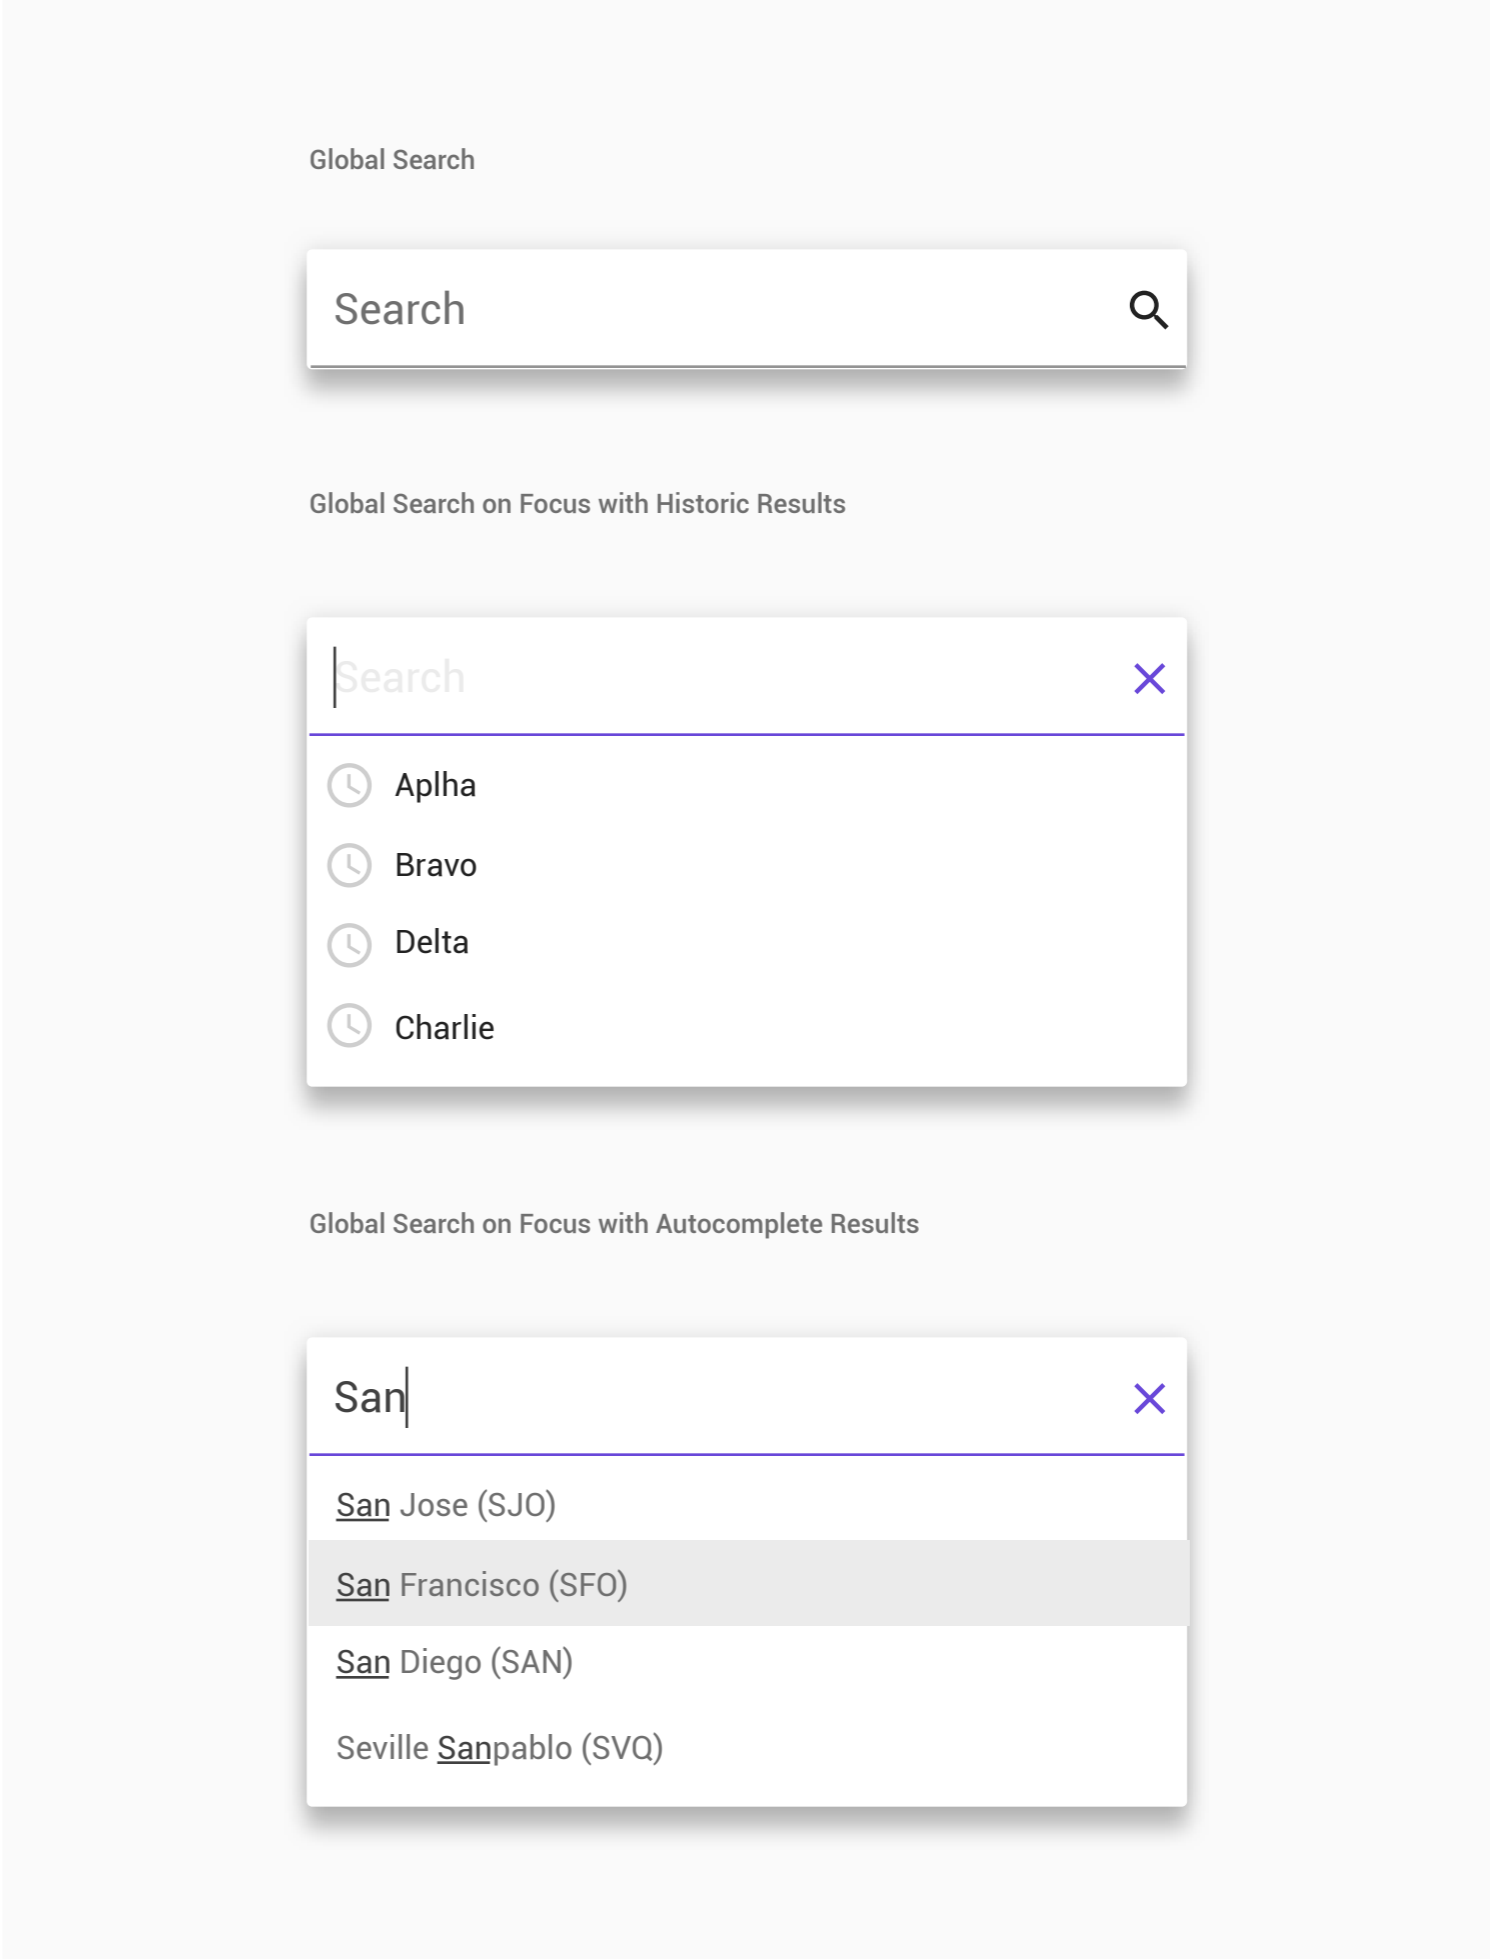 Global Search
Search
Global Search on Focus with Historic Results
Search
Aplha
Bravo
Delta
Charlie
Global Search on Focus with Autocomplete Results
San
San Jose (SJO)
San Francisco (SFO)
San Diego (SAN)
Seville Sanpablo (SVQ)